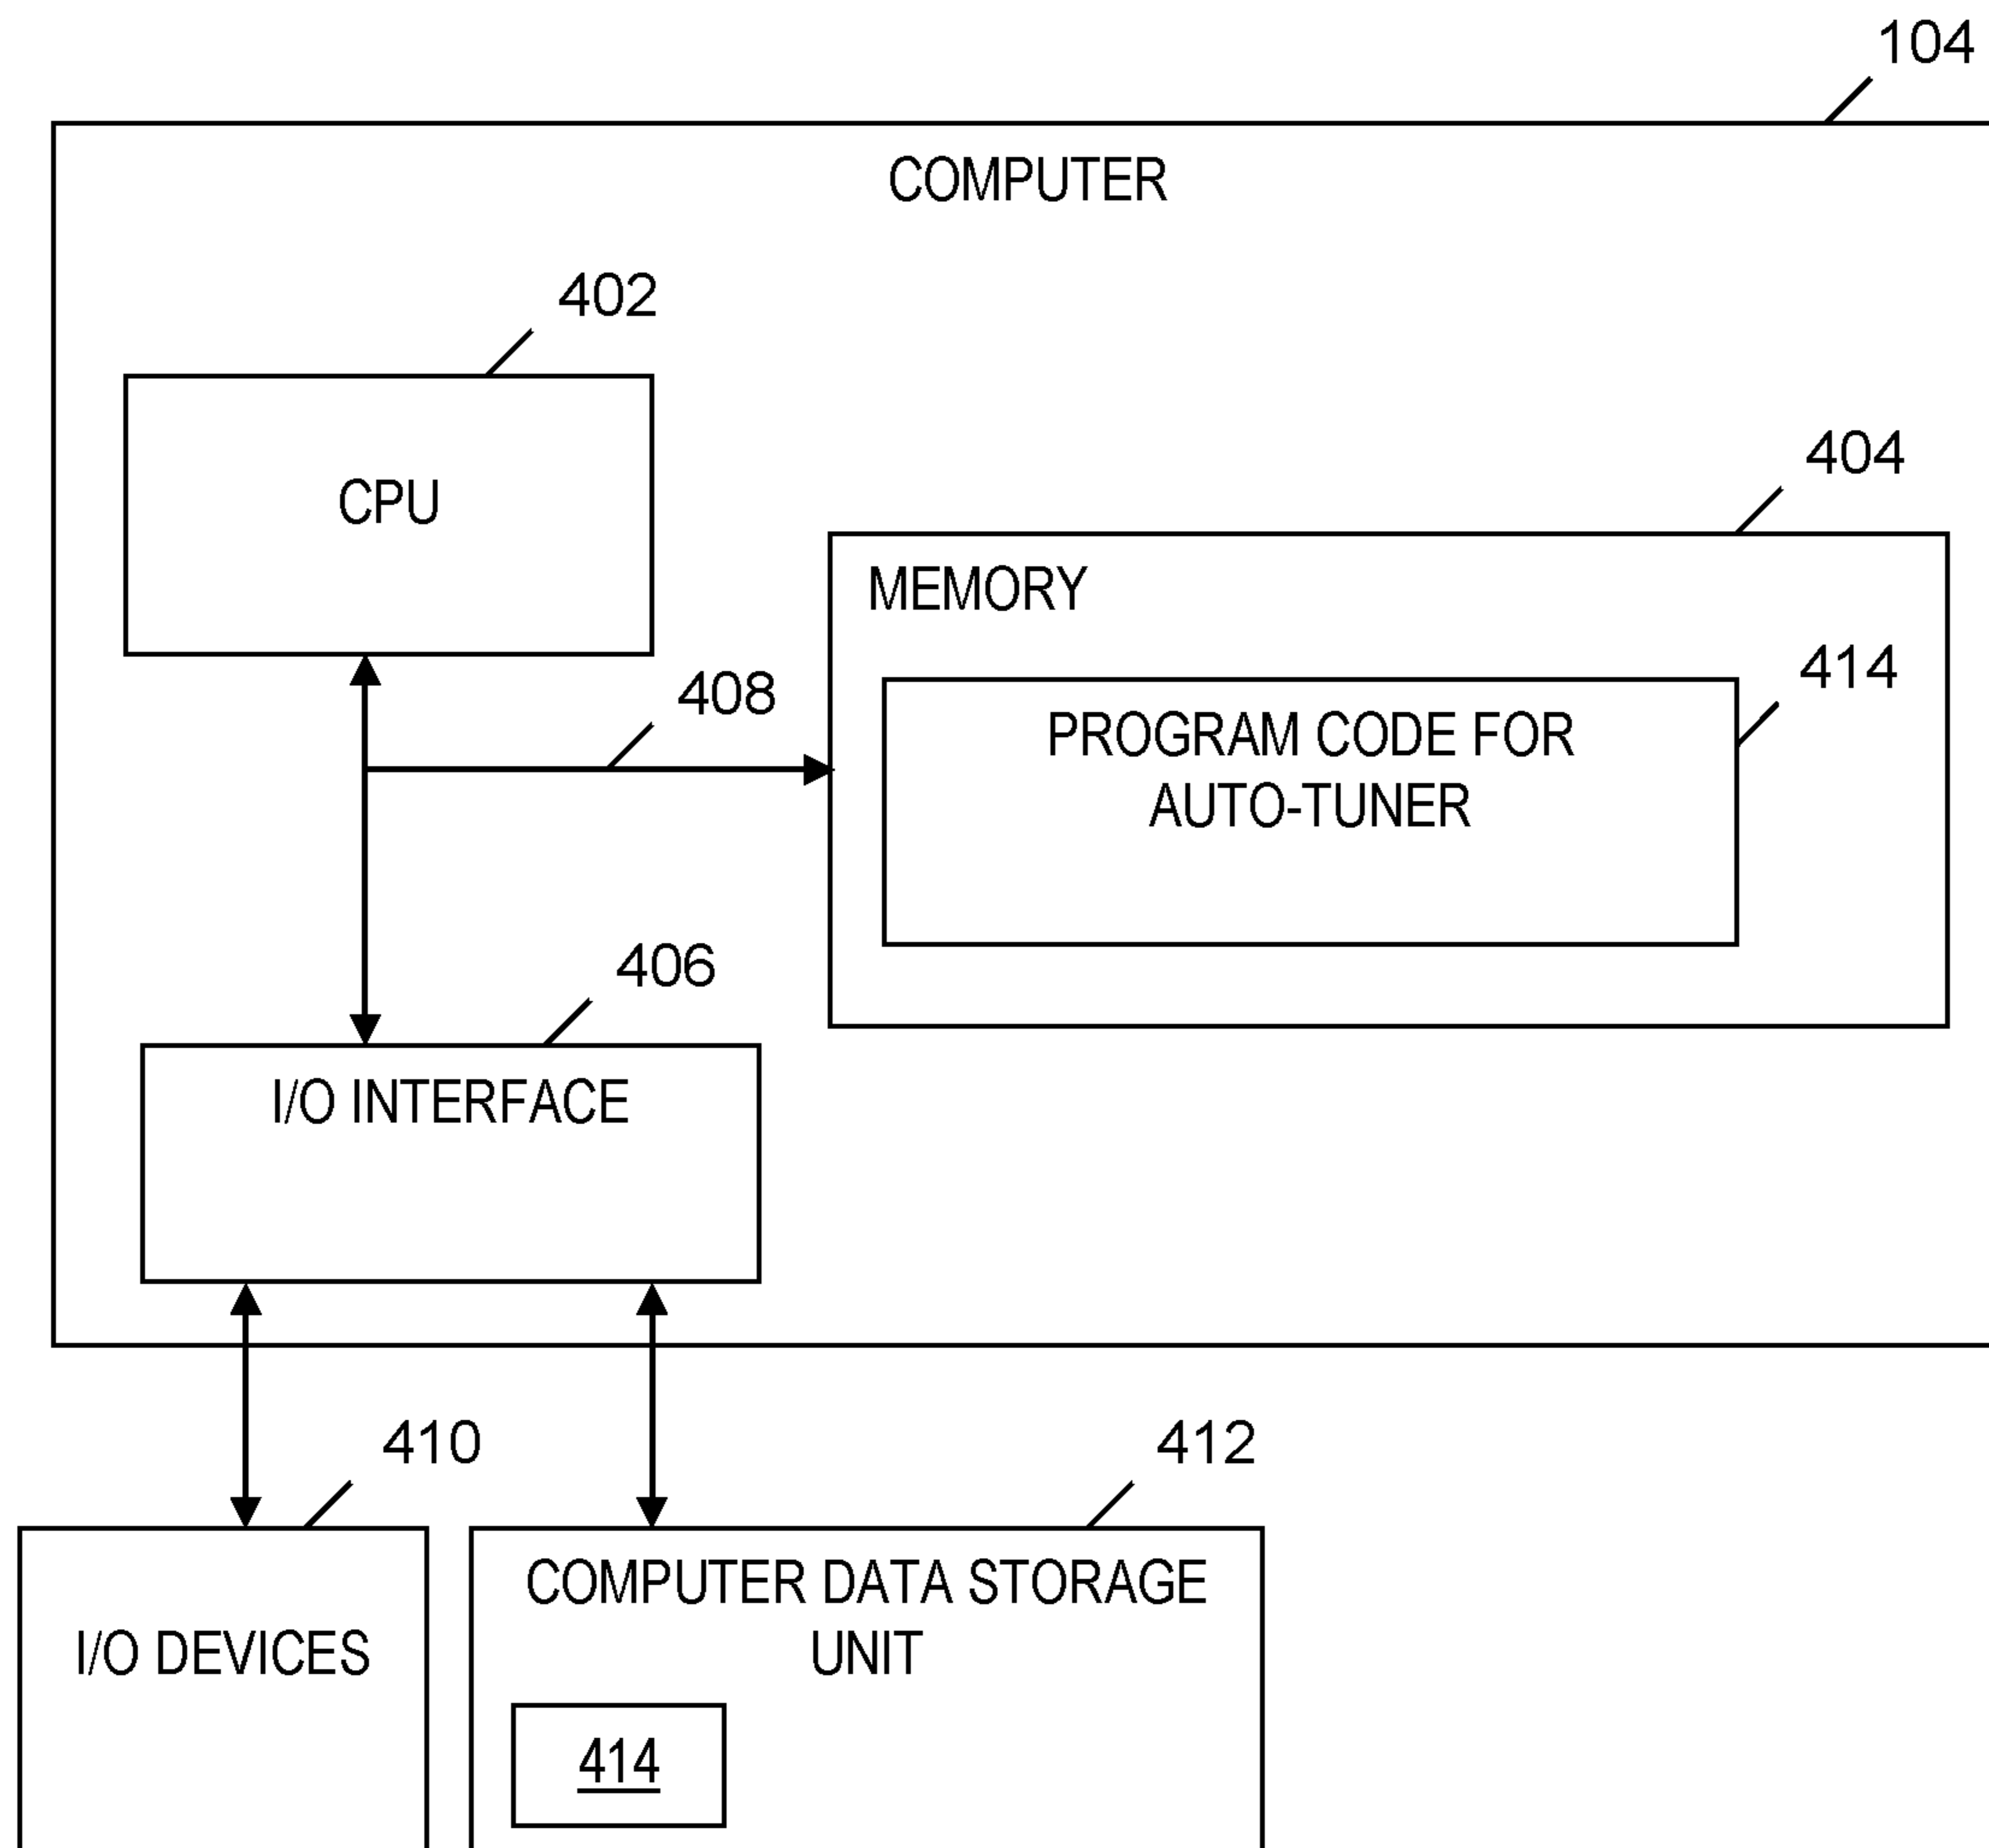 104
COMPUTER
402
CPU
404
MEMORY
414
PROGRAM CODE FOR
AUTO-TUNER
408
406
I/O INTERFACE
410
412
I/O DEVICES
COMPUTER DATA STORAGE
UNIT
414